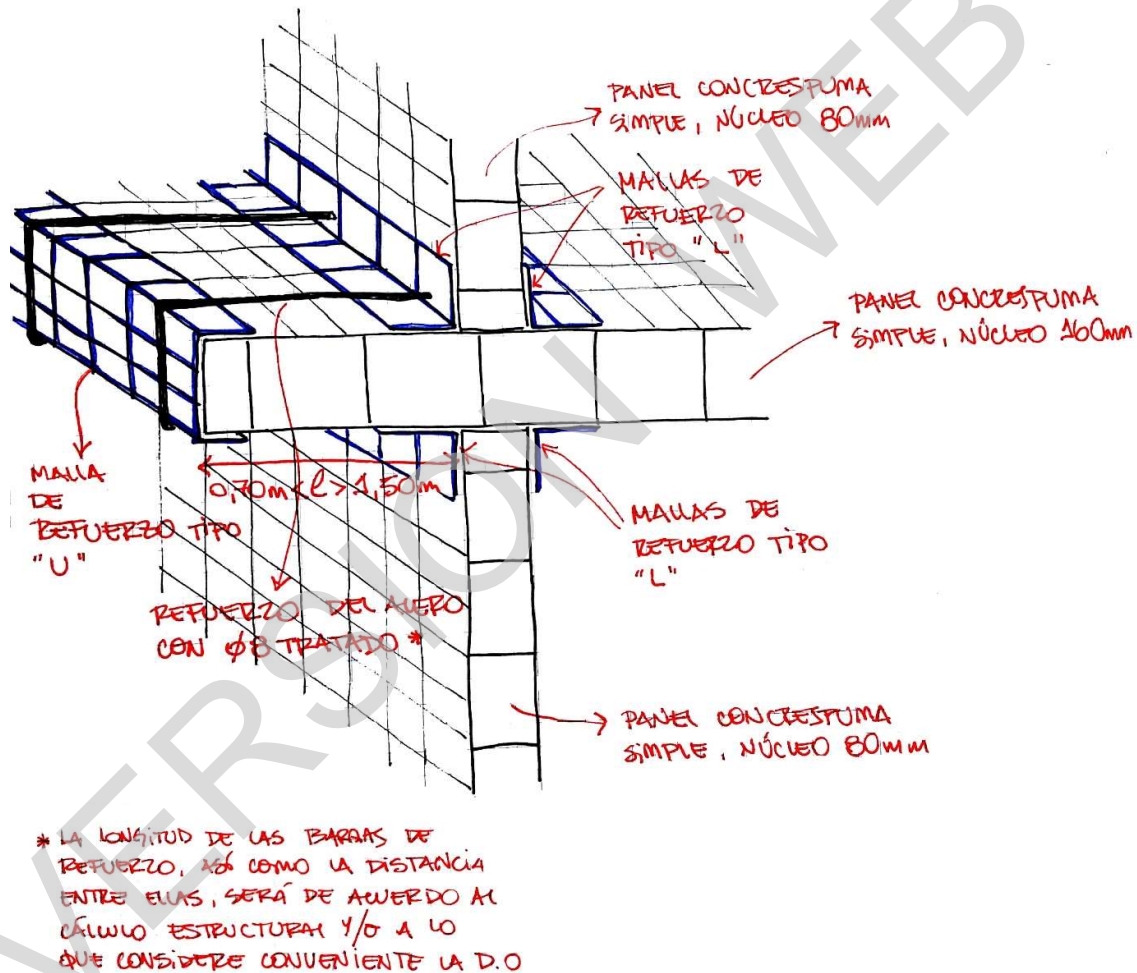 PANEL CONCRESPUMA
SIMPLE, NÚCLEO 80mm
MALLAS DE
REFUERZO
TIPO "L"
PANEL CONCRESPUMA
SIMPLE, NÚCLEO 160mm
MALLA
DE
REFUERZO TIPO
"U"
0,70m < l > 1,50m
MALLAS DE
REFUERZO TIPO
"L"
REFUERZO DEL ALERO
CON Ø8 TRATADO *
PANEL CONCRESPUMA
SIMPLE, NÚCLEO 80mm
* LA LONGITUD DE LAS BARRAS DE
REFUERZO, ASÍ COMO LA DISTANCIA
ENTRE ELLAS, SERÁ DE ACUERDO AL
CÁLCULO ESTRUCTURAL Y/O A LO
QUE CONSIDERE CONVENIENTE LA D.O
VERSION WEB